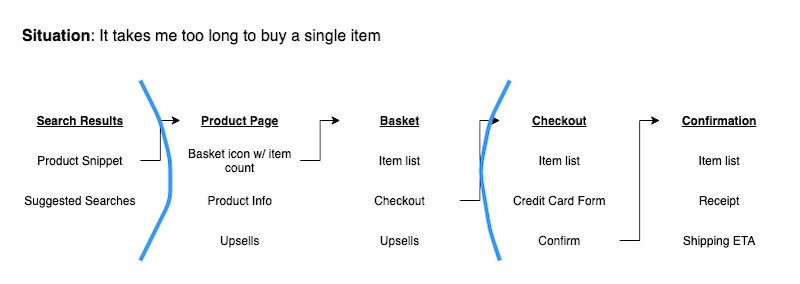 Situation: It takes me too long to buy a single item
Search Results
Product Snippet
Suggested Searches
Product Page
Basket icon w/ item
count
Product Info
Upsells
Basket
Item list
Checkout
Upsells
Checkout
Item list
Credit Card Form
Confirm
Confirmation
Item list
Receipt
Shipping ETA